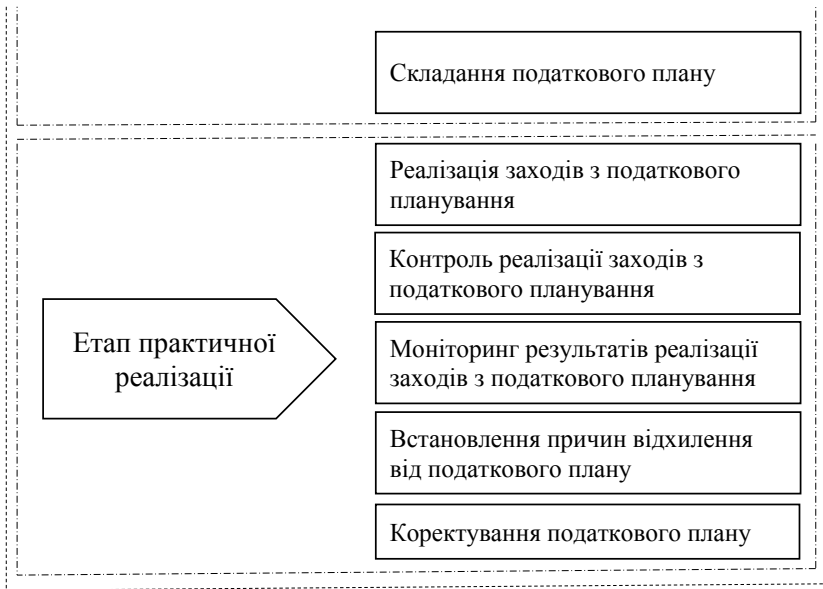 Складання податкового плану
Реалізація заходів з податкового
планування
Контроль реалізації заходів з
податкового планування
Етап практичної
реалізації
Моніторинг результатів реалізації
заходів з податкового планування
Встановлення причин відхилення
від податкового плану
Коректування податкового плану